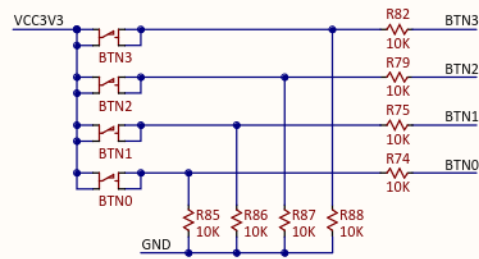 VCC3V3
R82
BTN3
10K
BTN3
R79
BTN2
10K
BTN2
R75
BTN1
10K
BTN1
R74
BTN0
10K
BTN0
R85 R86 R87 R88
10K 10K 10K 10K
GND